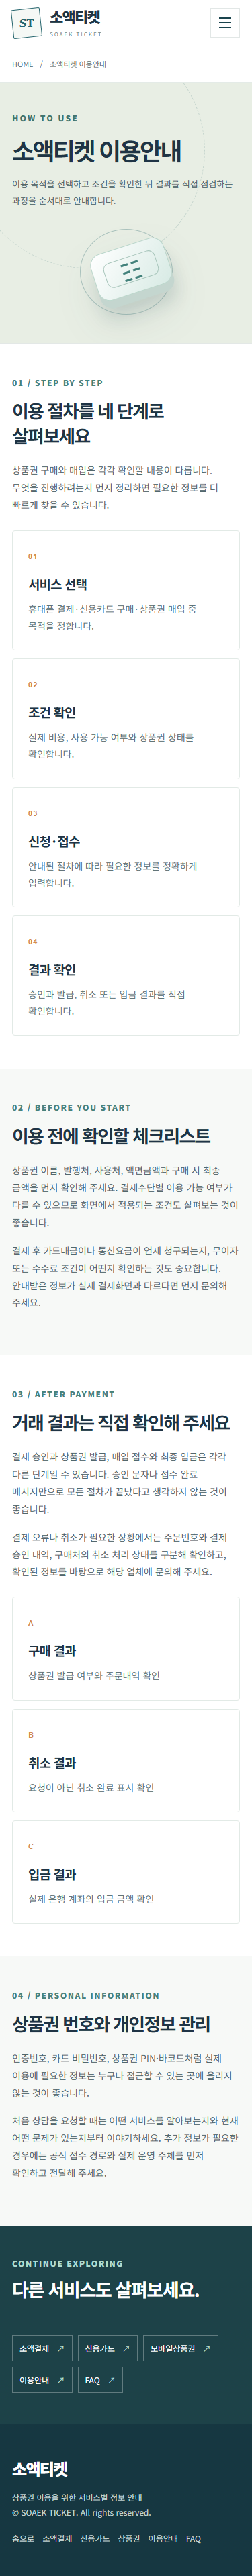 ST 소액티켓
SOAEK TICKET
HOME / 소액티켓 이용안내
HOW TO USE
소액티켓 이용안내
이용 목적을 선택하고 조건을 확인한 뒤 결과를 직접 점검하는
과정을 순서대로 안내합니다.
01 / STEP BY STEP
이용 절차를 네 단계로
살펴보세요
상품권 구매와 매입은 각각 확인할 내용이 다릅니다.
무엇을 진행하려는지 먼저 정리하면 필요한 정보를 더
빠르게 찾을 수 있습니다.
01
서비스 선택
휴대폰 결제·신용카드 구매·상품권 매입 중
목적을 정합니다.
02
조건 확인
실제 비용, 사용 가능 여부와 상품권 상태를
확인합니다.
03
신청·접수
안내된 절차에 따라 필요한 정보를 정확하게
입력합니다.
04
결과 확인
승인과 발급, 취소 또는 입금 결과를 직접
확인합니다.
02 / BEFORE YOU START
이용 전에 확인할 체크리스트
상품권 이름, 발행처, 사용처, 액면금액과 구매 시 최종
금액을 먼저 확인해 주세요. 결제수단별 이용 가능 여부가
다를 수 있으므로 화면에서 적용되는 조건도 살펴보는 것이
좋습니다.
결제 후 카드대금이나 통신요금이 언제 청구되는지, 무이자
또는 수수료 조건이 어떤지 확인하는 것도 중요합니다.
안내받은 정보가 실제 결제화면과 다르다면 먼저 문의해
주세요.
03 / AFTER PAYMENT
거래 결과는 직접 확인해 주세요
결제 승인과 상품권 발급, 매입 접수와 최종 입금은 각각
다른 단계일 수 있습니다. 승인 문자나 접수 완료
메시지만으로 모든 절차가 끝났다고 생각하지 않는 것이
좋습니다.
결제 오류나 취소가 필요한 상황에서는 주문번호와 결제
승인 내역, 구매처의 취소 처리 상태를 구분해 확인하고,
확인된 정보를 바탕으로 해당 업체에 문의해 주세요.
A
구매 결과
상품권 발급 여부와 주문내역 확인
B
취소 결과
요청이 아닌 취소 완료 표시 확인
C
입금 결과
실제 은행 계좌의 입금 금액 확인
04 / PERSONAL INFORMATION
상품권 번호와 개인정보 관리
인증번호, 카드 비밀번호, 상품권 PIN·바코드처럼 실제
이용에 필요한 정보는 누구나 접근할 수 있는 곳에 올리지
않는 것이 좋습니다.
처음 상담을 요청할 때는 어떤 서비스를 알아보는지와 현재
어떤 문제가 있는지부터 이야기하세요. 추가 정보가 필요한
경우에는 공식 접수 경로와 실제 운영 주체를 먼저
확인하고 전달해 주세요.
CONTINUE EXPLORING
다른 서비스도 살펴보세요.
소액결제 ↗ 신용카드 ↗ 모바일상품권 ↗
이용안내 ↗ FAQ ↗
소액티켓
상품권 이용을 위한 서비스별 정보 안내
© SOAEK TICKET. All rights reserved.
홈으로 소액결제 신용카드 상품권 이용안내 FAQ